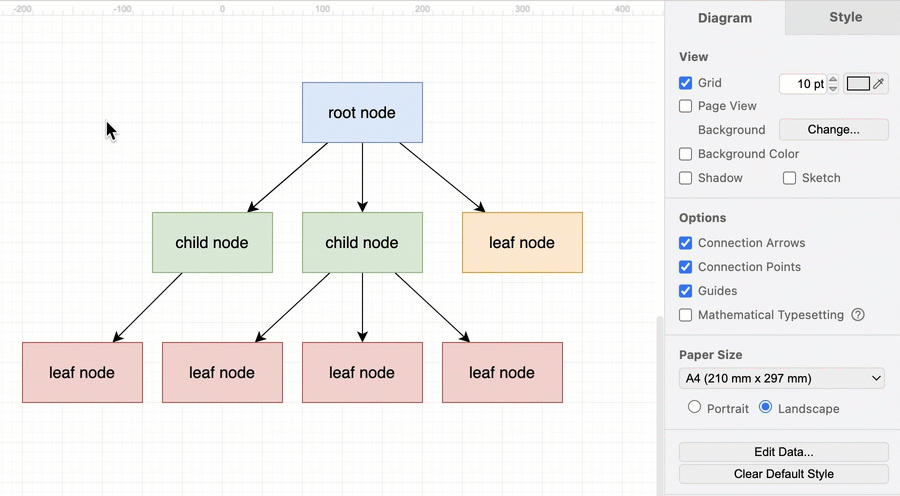 -200 -100 0 100 200 300 400
root node
child node child node leaf node
leaf node leaf node leaf node leaf node
Diagram Style
View
Grid 10 pt
Page View
Background Change...
Background Color
Shadow Sketch
Options
Connection Arrows
Connection Points
Guides
Mathematical Typesetting ?
Paper Size
A4 (210 mm x 297 mm)
Portrait Landscape
Edit Data...
Clear Default Style